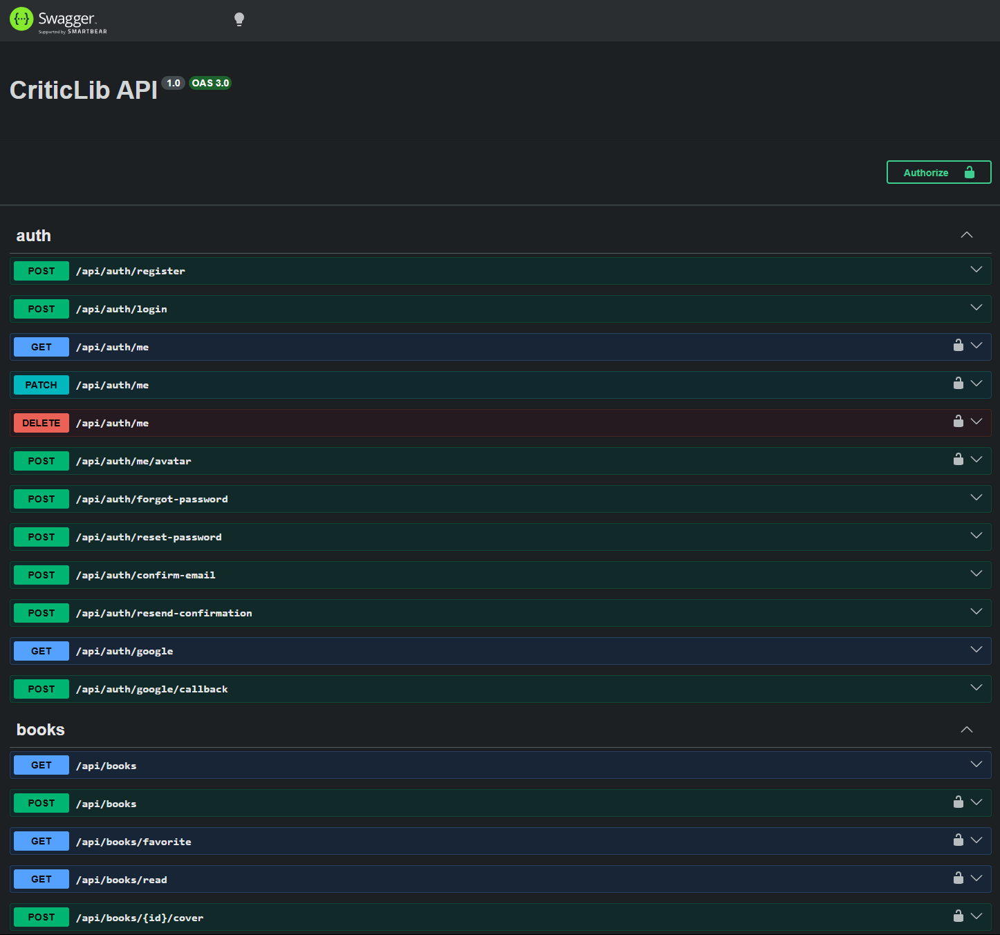 Swagger
Supported by SMARTBEAR
CriticLib API 1.0 OAS 3.0
Authorize
auth
POST /api/auth/register
POST /api/auth/login
GET /api/auth/me
PATCH /api/auth/me
DELETE /api/auth/me
POST /api/auth/me/avatar
POST /api/auth/forgot-password
POST /api/auth/reset-password
POST /api/auth/confirm-email
POST /api/auth/resend-confirmation
GET /api/auth/google
POST /api/auth/google/callback
books
GET /api/books
POST /api/books
GET /api/books/favorite
GET /api/books/read
POST /api/books/{id}/cover